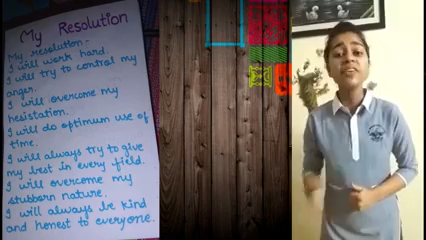 My Resolution
My resolution-
I will work hard.
I will try to control my
anger.
I will overcome my
hesistation.
I will do optimum use of
time.
I will always try to give
my best in every field.
I will overcome my
stubborn nature.
I will always be kind
and honest to everyone.